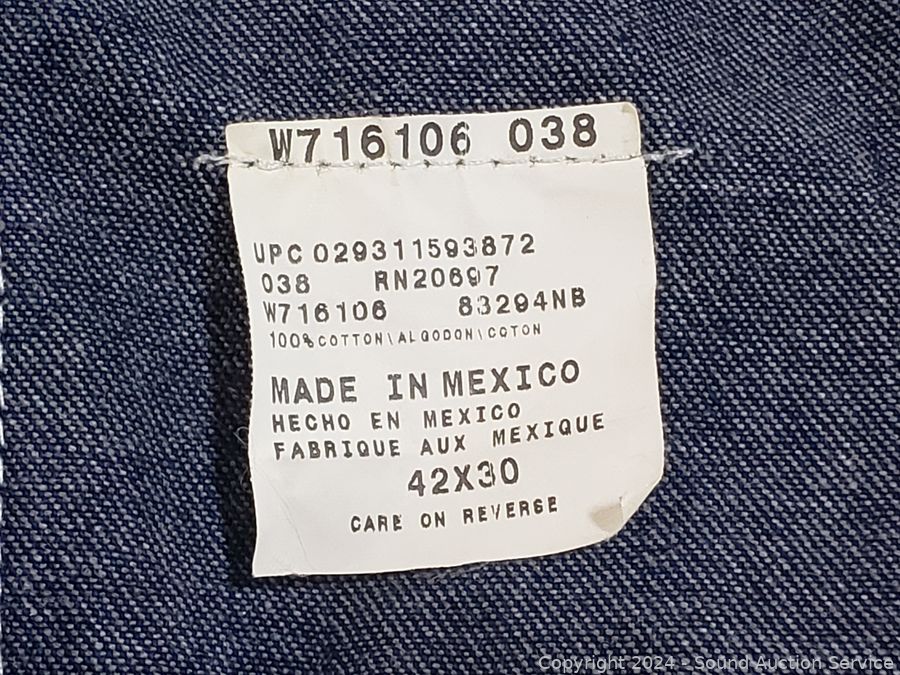 W716106 038
UPC 029311593872
038 RN20697
W716106 83294NB
100% COTTON\ALGODON\COTON
MADE IN MEXICO
HECHO EN MEXICO
FABRIQUE AUX MEXIQUE
42X30
CARE ON REVERSE
Copyright 2024 - Sound Auction Service